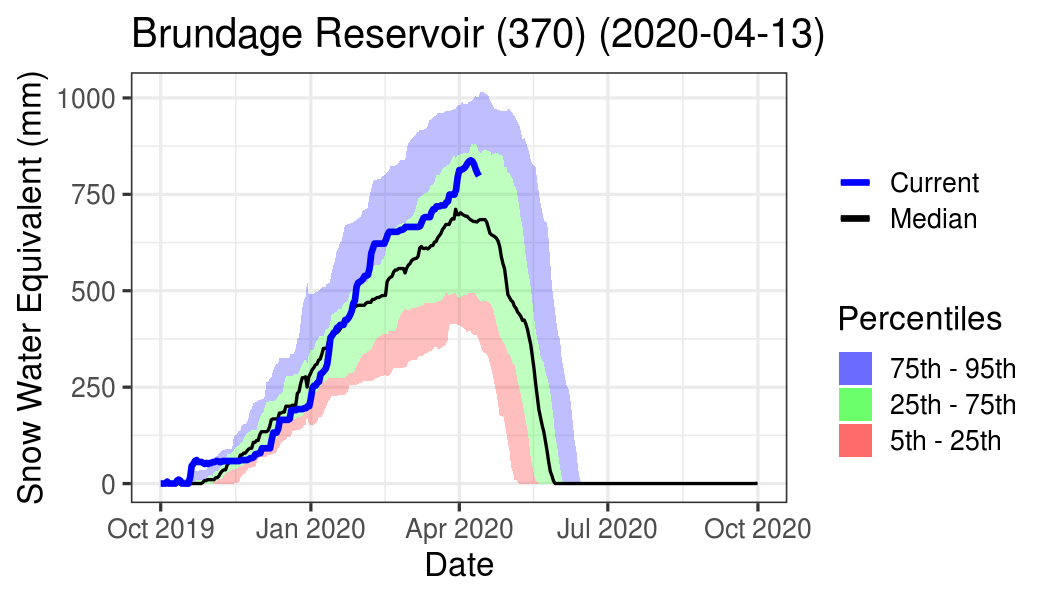 Brundage Reservoir (370) (2020-04-13)
Snow Water Equivalent (mm)
1000
750
500
250
0
Oct 2019
Jan 2020
Apr 2020
Jul 2020
Oct 2020
Date
Current
Median
Percentiles
75th - 95th
25th - 75th
5th - 25th